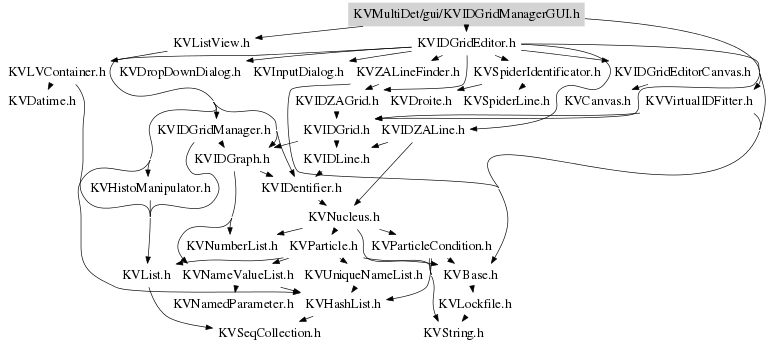 KVMultiDet/gui/KVIDGridManagerGUI.h
KVListView.h KVIDGridEditor.h
KVLVContainer.h KVDropDownDialog.h KVInputDialog.h KVZALineFinder.h KVSpiderIdentificator.h KVIDGridEditorCanvas.h
KVDatime.h KVIDZAGrid.h KVDroite.h KVSpiderLine.h KVCanvas.h KVVirtualIDFitter.h
KVIDGridManager.h KVIDGrid.h KVIDZALine.h
KVIDGraph.h KVIDLine.h
KVHistoManipulator.h KVIDentifier.h
KVNucleus.h
KVNumberList.h KVParticle.h KVParticleCondition.h
KVList.h KVNameValueList.h KVUniqueNameList.h KVBase.h
KVNamedParameter.h KVHashList.h KVLockfile.h
KVSeqCollection.h KVString.h